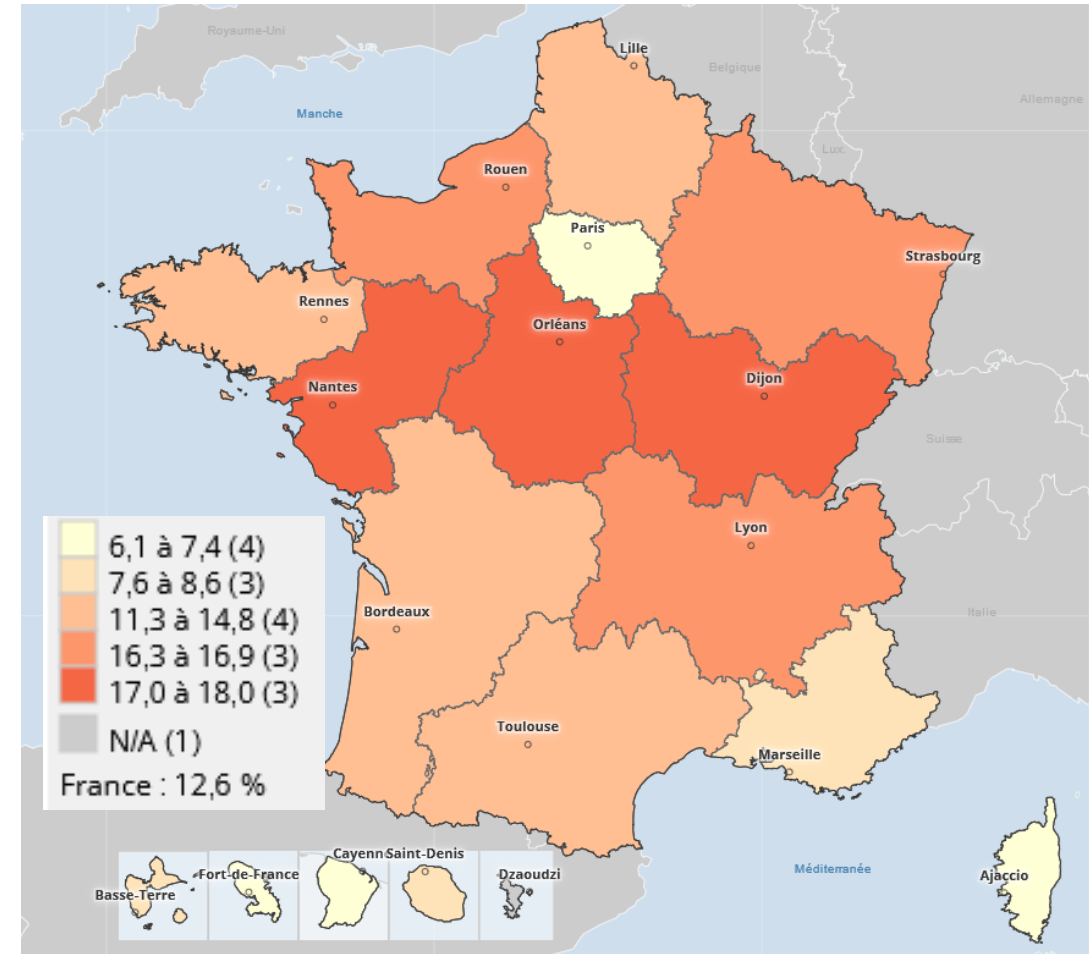 Royaume-Uni
Lille
Belgique
Allemagne
Manche
Lux.
Rouen
Paris
Strasbourg
Rennes
Orléans
Nantes
Dijon
Suisse
Lyon
6,1 à 7,4 (4)
7,6 à 8,6 (3)
11,3 à 14,8 (4)
16,3 à 16,9 (3)
17,0 à 18,0 (3)
N/A (1)
France : 12,6 %
Bordeaux
Italie
Toulouse
Marseille
Méditerranée
Ajaccio
Basse-Terre
Fort-de-France
Cayenn
Saint-Denis
Dzaoudzi